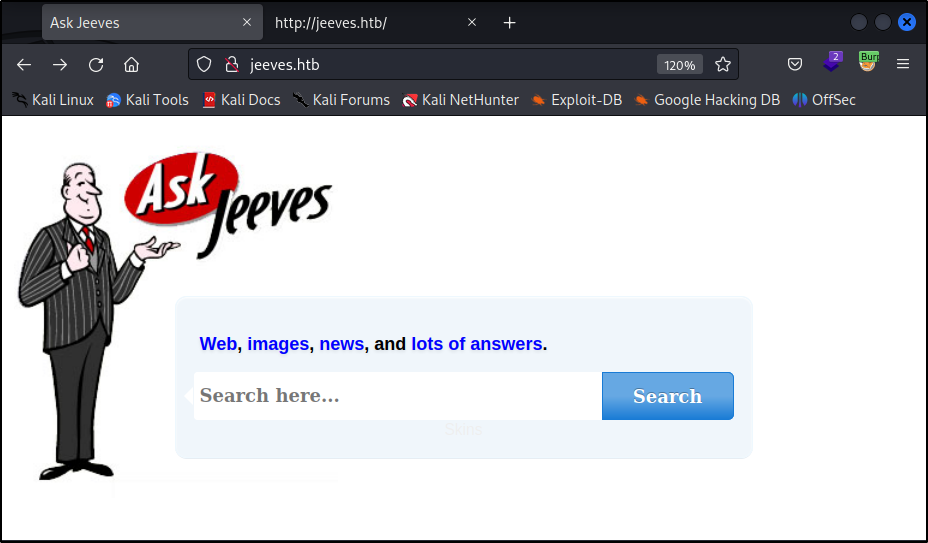 Ask Jeeves
http://jeeves.htb/
jeeves.htb
120%
2
Burp
Kali Linux
Kali Tools
Kali Docs
Kali Forums
Kali NetHunter
Exploit-DB
Google Hacking DB
OffSec
Ask
Jeeves
Web, images, news, and lots of answers.
Search here...
Search
Skins